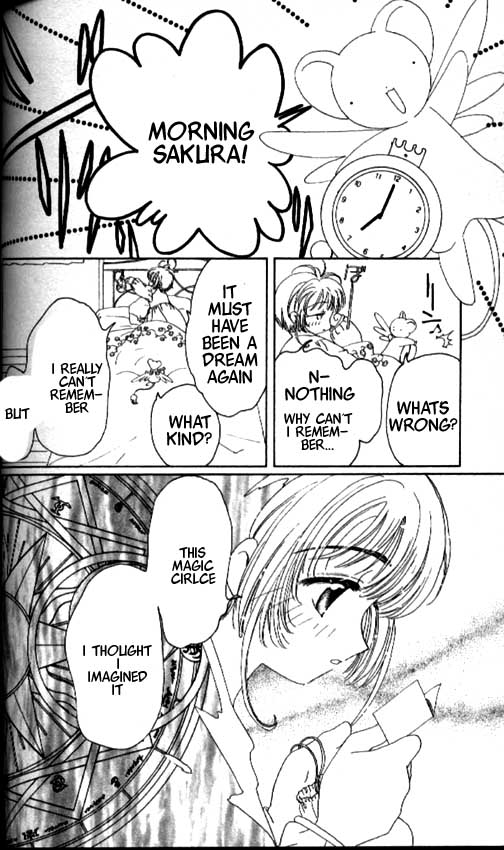 MORNING
SAKURA!
12
WHATS
WRONG?
N-
NOTHING
WHY CAN'T
I REMEM-
BER...
IT
MUST
HAVE
BEEN A
DREAM
AGAIN
WHAT
KIND?
I REALLY
CAN'T
REMEM-
BER
BUT
THIS
MAGIC
CIRLCE
I THOUGHT
I
IMAGINED
IT